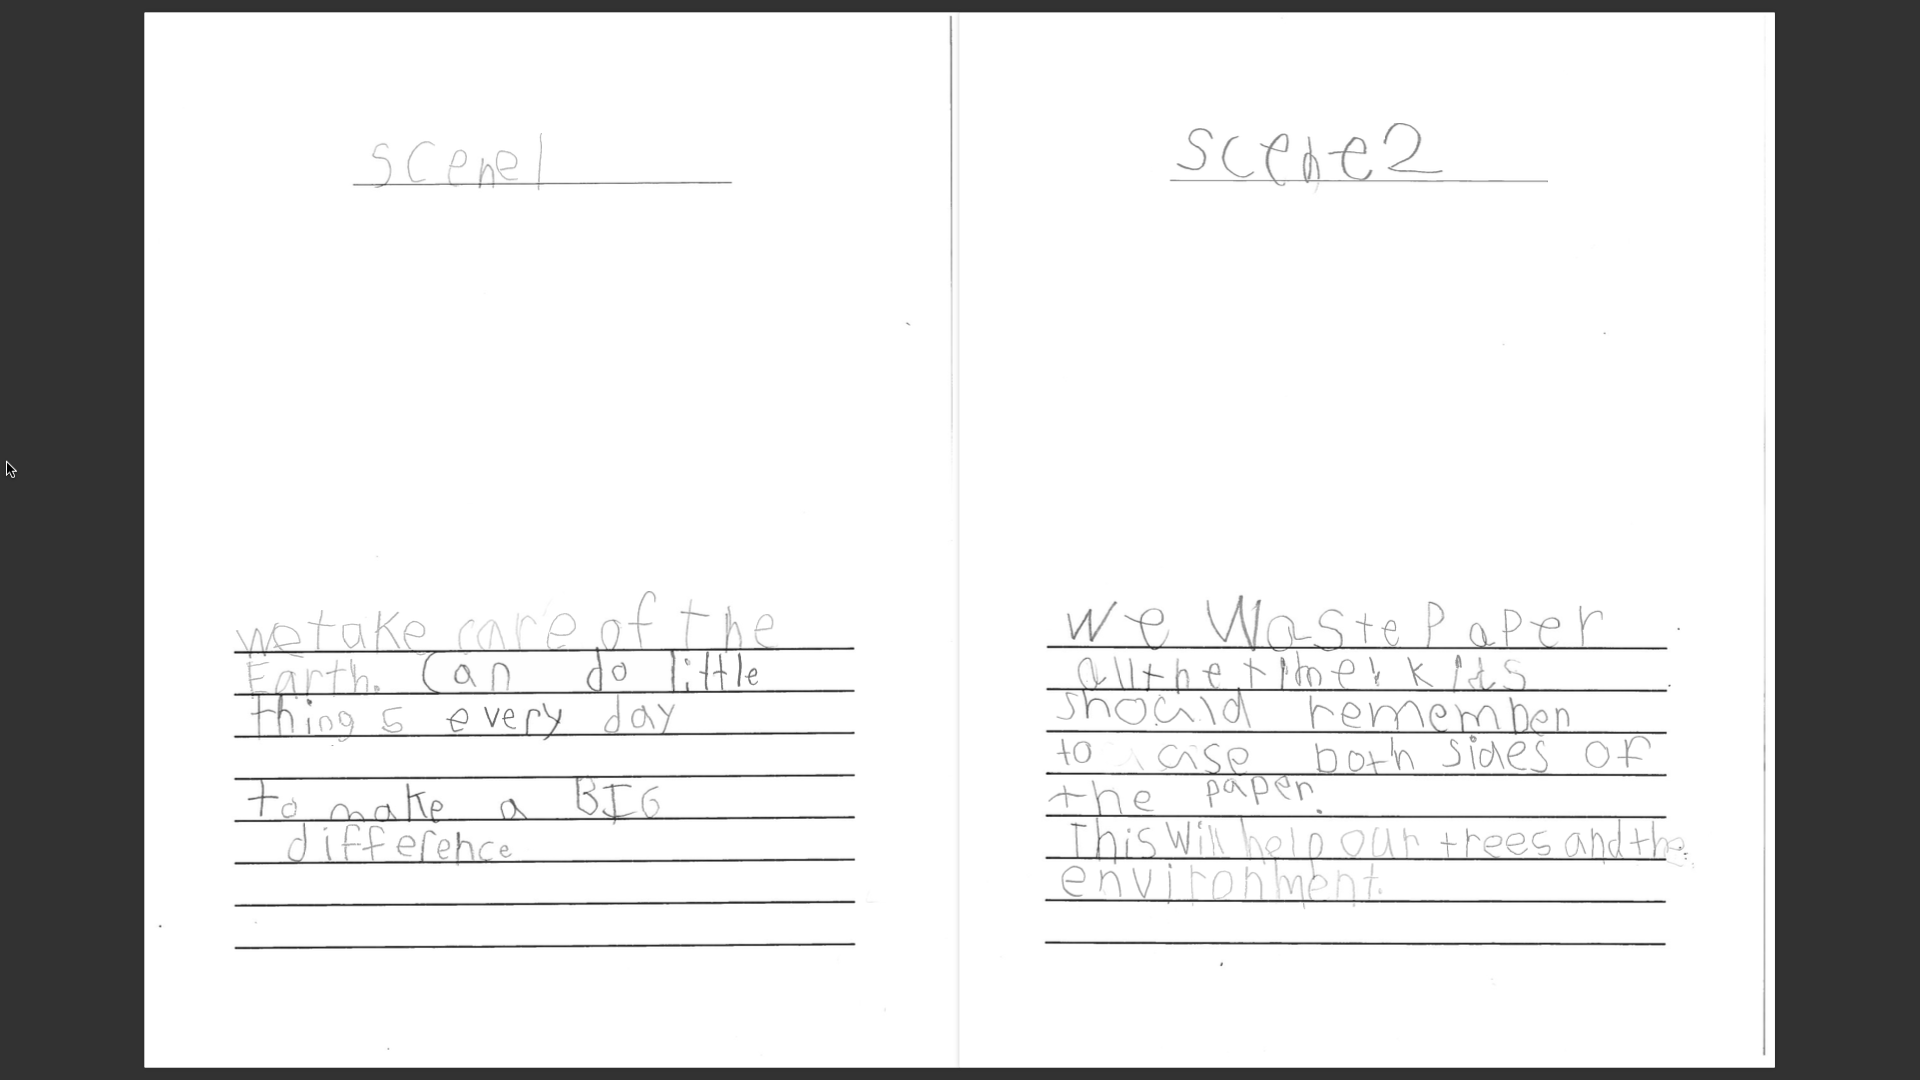 scene1
we take care of the
Earth. Can do little
things every day
to make a BIG
difference
scene2
we waste Paper
all the time! kids
should remember
to use both sides of
the paper.
This will help our trees and the
environment.